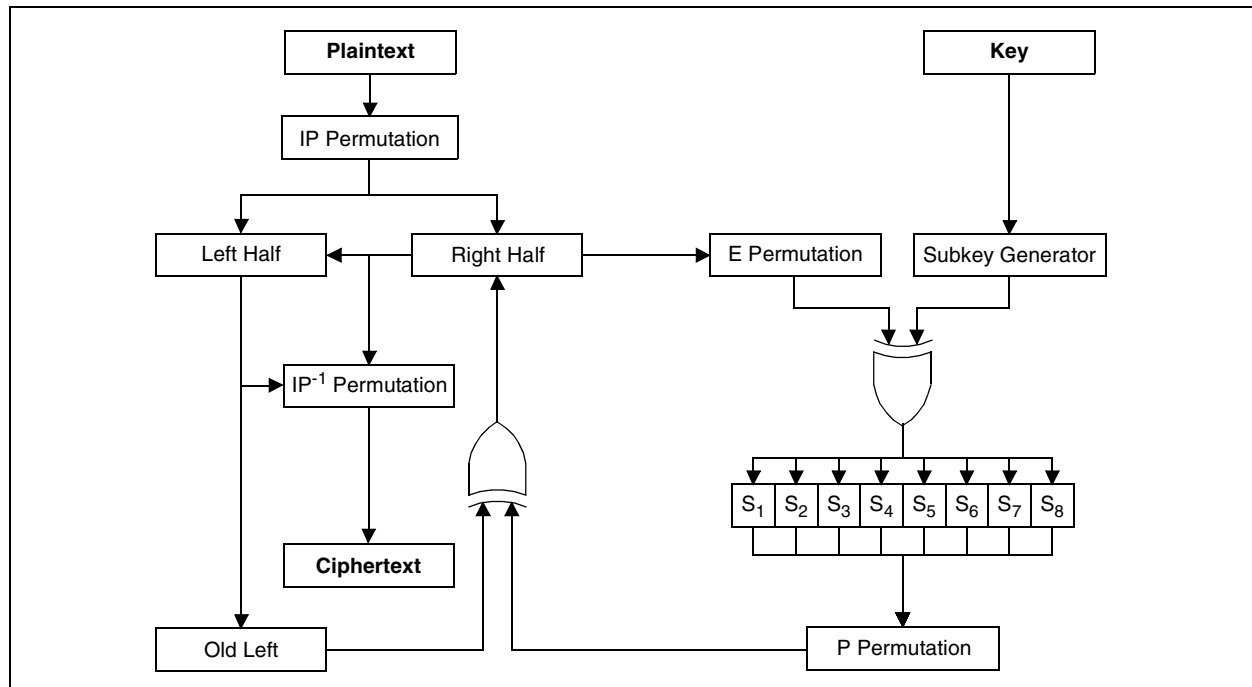 Plaintext
Key
IP Permutation
Left Half
Right Half
E Permutation
Subkey Generator
IP⁻¹ Permutation
S₁ S₂ S₃ S₄ S₅ S₆ S₇ S₈
Ciphertext
Old Left
P Permutation